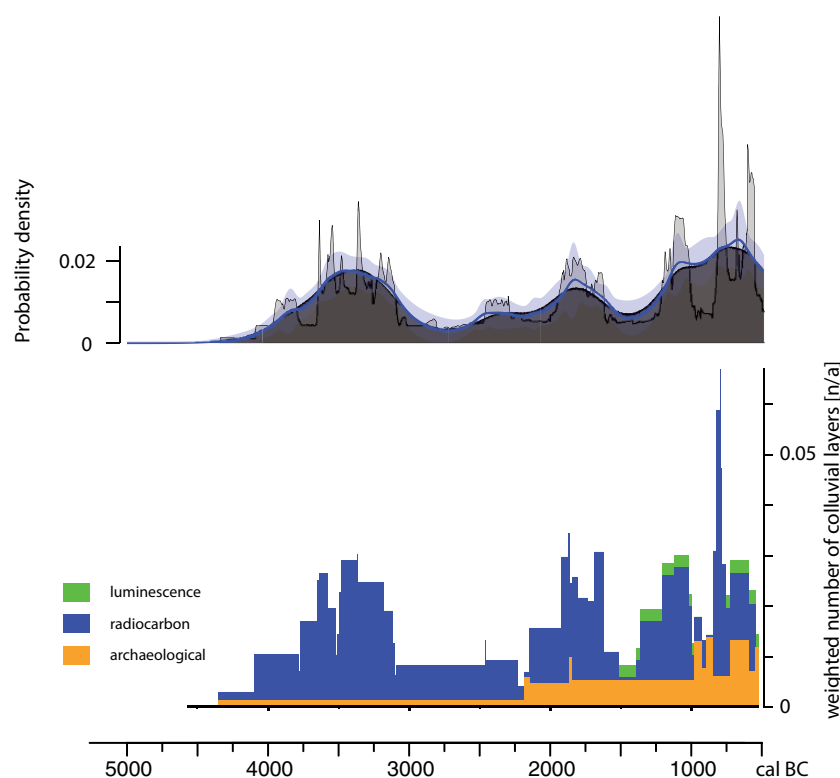 Probability density
0.02
0
weighted number of colluvial layers [n/a]
0.05
0
luminescence
radiocarbon
archaeological
5000 4000 3000 2000 1000 cal BC